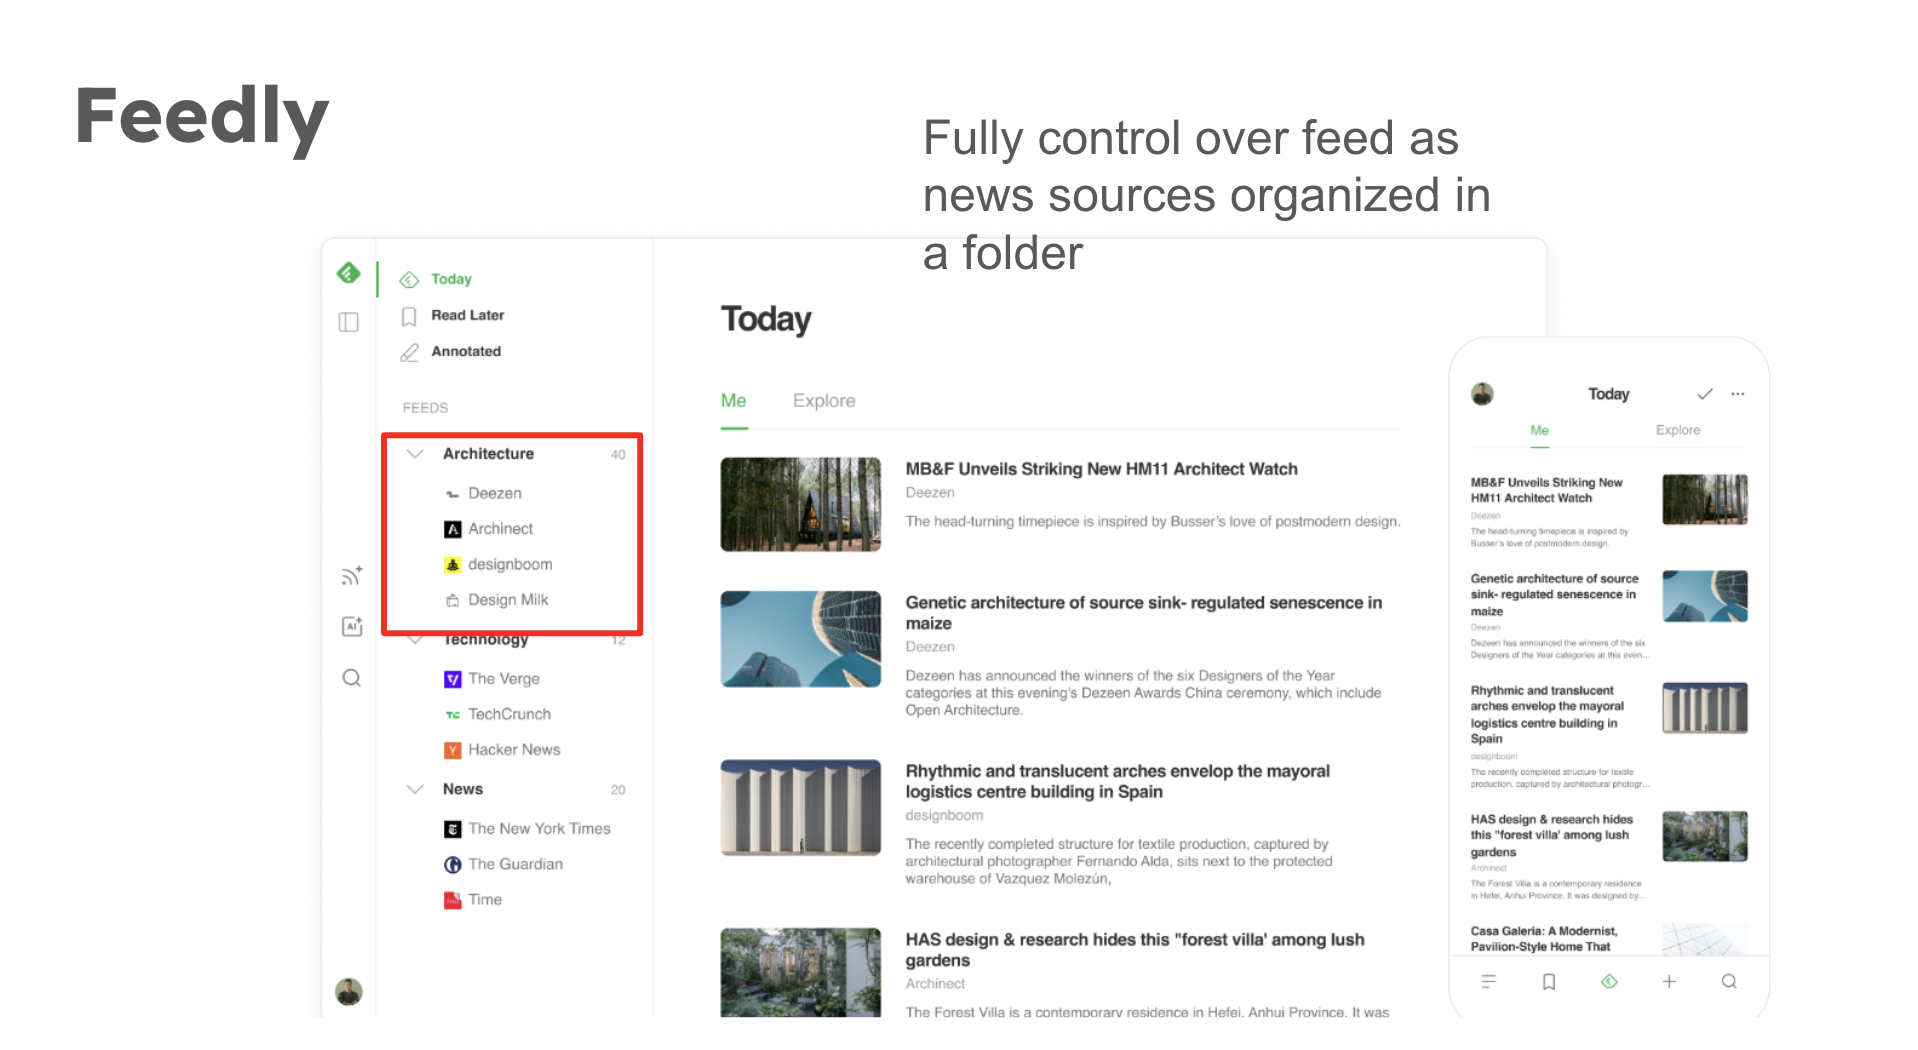 Feedly
Fully control over feed as
news sources organized in
a folder
Today
Read Later
Annotated
FEEDS
Architecture 40
Deezen
Archinect
designboom
Design Milk
Technology 12
The Verge
TechCrunch
Hacker News
News 20
The New York Times
The Guardian
Time
Today
Me Explore
MB&F Unveils Striking New HM11 Architect Watch
Deezen
The head-turning timepiece is inspired by Busser's love of postmodern design.
Genetic architecture of source sink- regulated senescence in
maize
Deezen
Dezeen has announced the winners of the six Designers of the Year
categories at this evening's Dezeen Awards China ceremony, which include
Open Architecture.
Rhythmic and translucent arches envelop the mayoral
logistics centre building in Spain
designboom
The recently completed structure for textile production, captured by
architectural photographer Fernando Alda, sits next to the protected
warehouse of Vazquez Molezún,
HAS design & research hides this "forest villa' among lush
gardens
Archinect
The Forest Villa is a contemporary residence in Hefei, Anhui Province. It was
Today
Me Explore
MB&F Unveils Striking New
HM11 Architect Watch
Deezen
The head-turning timepiece is inspired by
Busser's love of postmodern design.
Genetic architecture of source
sink- regulated senescence in
maize
Deezen
Dezeen has announced the winners of the six
Designers of the Year categories at this even...
Rhythmic and translucent
arches envelop the mayoral
logistics centre building in
Spain
designboom
The recently completed structure for textile
production, captured by architectural photogr...
HAS design & research hides
this "forest villa' among lush
gardens
Archinect
The Forest Villa is a contemporary residence
in Hefei, Anhui Province. It was designed by...
Casa Galeria: A Modernist,
Pavilion-Style Home That